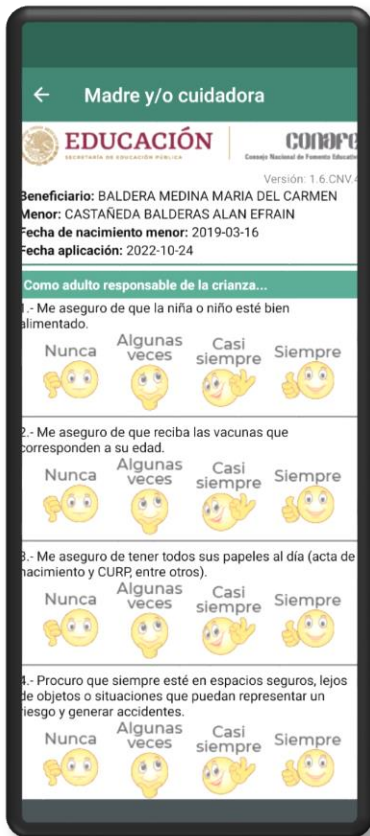 Madre y/o cuidadora
EDUCACIÓN
SECRETARÍA DE EDUCACIÓN PÚBLICA
CONAFE
Consejo Nacional de Fomento Educativo
Versión: 1.6.CNV.4
Beneficiario: BALDERA MEDINA MARIA DEL CARMEN
Menor: CASTAÑEDA BALDERAS ALAN EFRAIN
Fecha de nacimiento menor: 2019-03-16
Fecha aplicación: 2022-10-24
Como adulto responsable de la crianza...
1.- Me aseguro de que la niña o niño esté bien
alimentado.
Nunca Algunas veces Casi siempre Siempre
2.- Me aseguro de que reciba las vacunas que
corresponden a su edad.
Nunca Algunas veces Casi siempre Siempre
3.- Me aseguro de tener todos sus papeles al día (acta de
nacimiento y CURP, entre otros).
Nunca Algunas veces Casi siempre Siempre
4.- Procuro que siempre esté en espacios seguros, lejos
de objetos o situaciones que puedan representar un
riesgo y generar accidentes.
Nunca Algunas veces Casi siempre Siempre